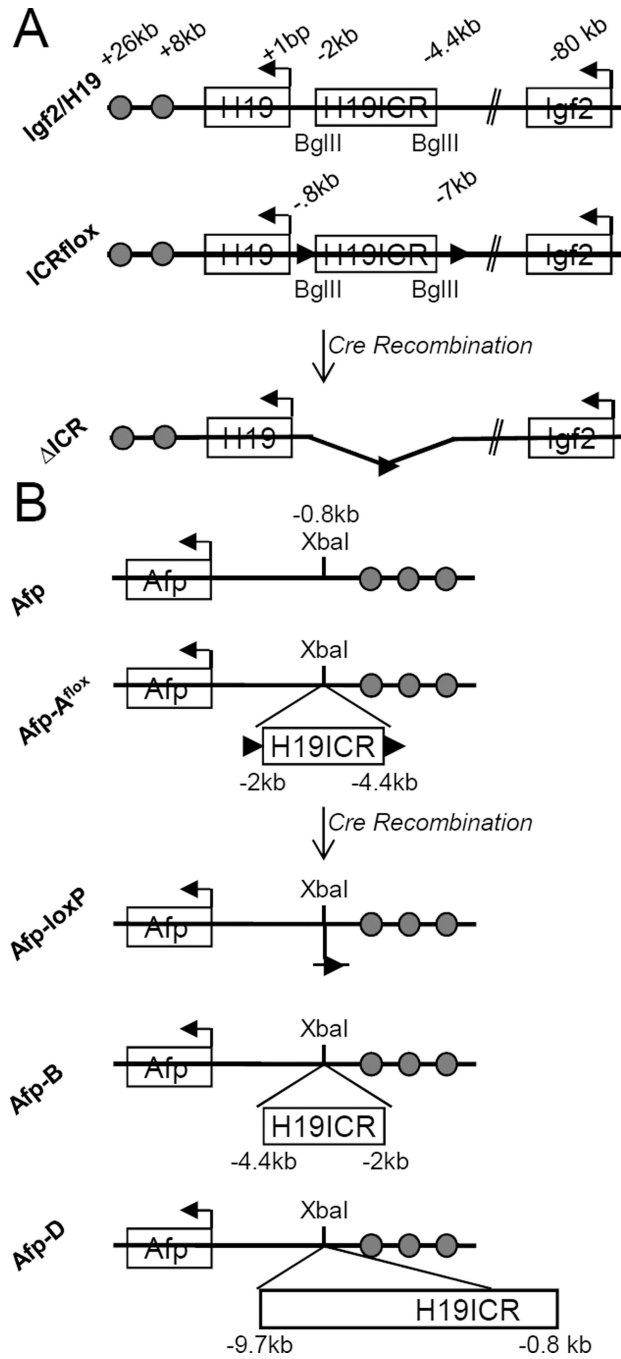 A
+26kb +8kb +1bp -2kb -4.4kb -80 kb
Igf2/H19
H19 H19ICR Igf2
BglII BglII
-.8kb -7kb
ICRflox
H19 H19ICR Igf2
BglII BglII
Cre Recombination
ΔICR
H19 Igf2
B
-0.8kb
XbaI
Afp
Afp
XbaI
Afp-Aflox
Afp
H19ICR
-2kb -4.4kb
Cre Recombination
XbaI
Afp-loxP
Afp
XbaI
Afp-B
Afp
H19ICR
-4.4kb -2kb
XbaI
Afp-D
Afp
H19ICR
-9.7kb -0.8 kb